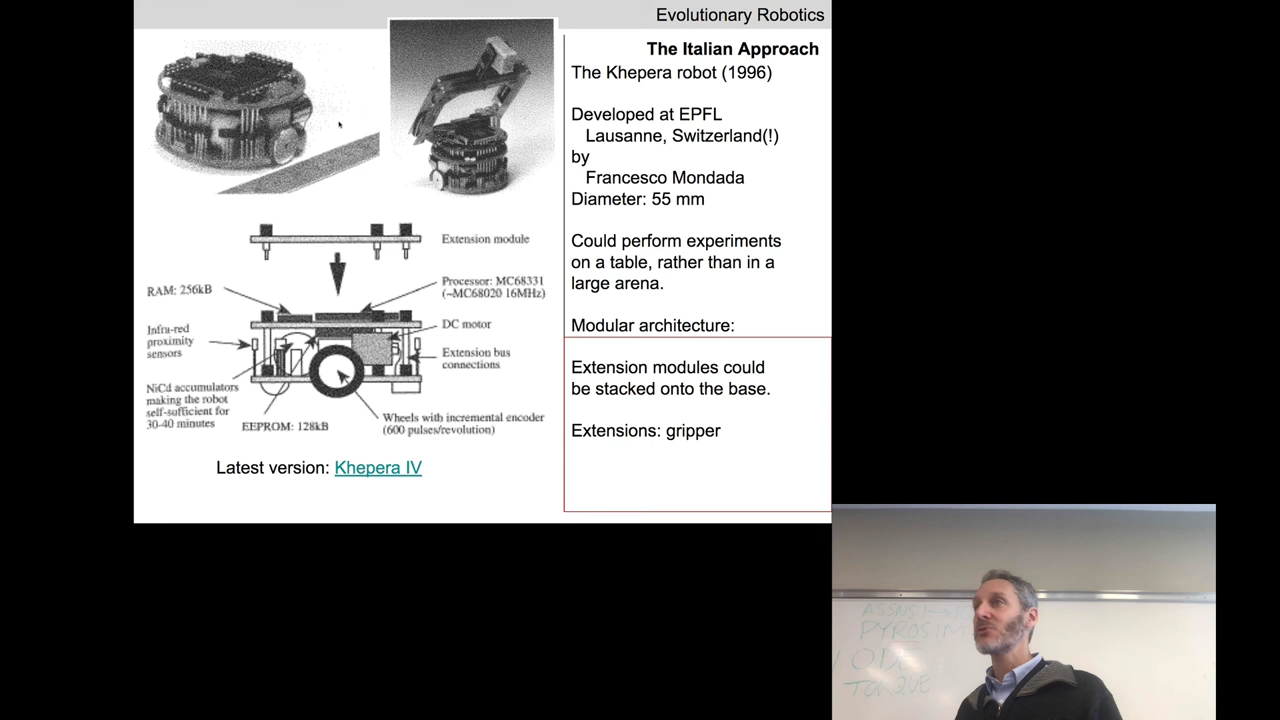 Evolutionary Robotics
The Italian Approach
The Khepera robot (1996)
Developed at EPFL
Lausanne, Switzerland(!)
by
Francesco Mondada
Diameter: 55 mm
Could perform experiments
on a table, rather than in a
large arena.
Modular architecture:
Extension modules could
be stacked onto the base.
Extensions: gripper
Extension module
RAM: 256kB
Processor: MC68331
(~MC68020 16MHz)
Infra-red
proximity
sensors
DC motor
Extension bus
connections
NiCd accumulators
making the robot
self-sufficient for
30-40 minutes
EEPROM: 128kB
Wheels with incremental encoder
(600 pulses/revolution)
Latest version: Khepera IV
ASSNS
PYROSIM
ODE
TORQUE